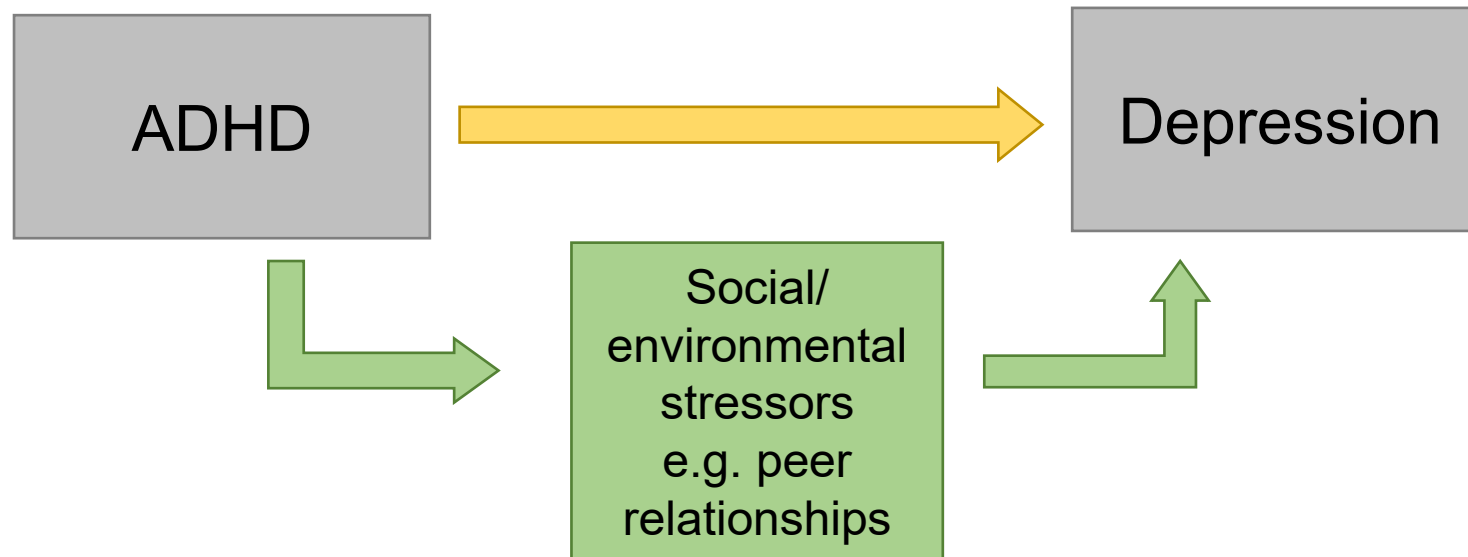 ADHD
Depression
Social/
environmental
stressors
e.g. peer
relationships